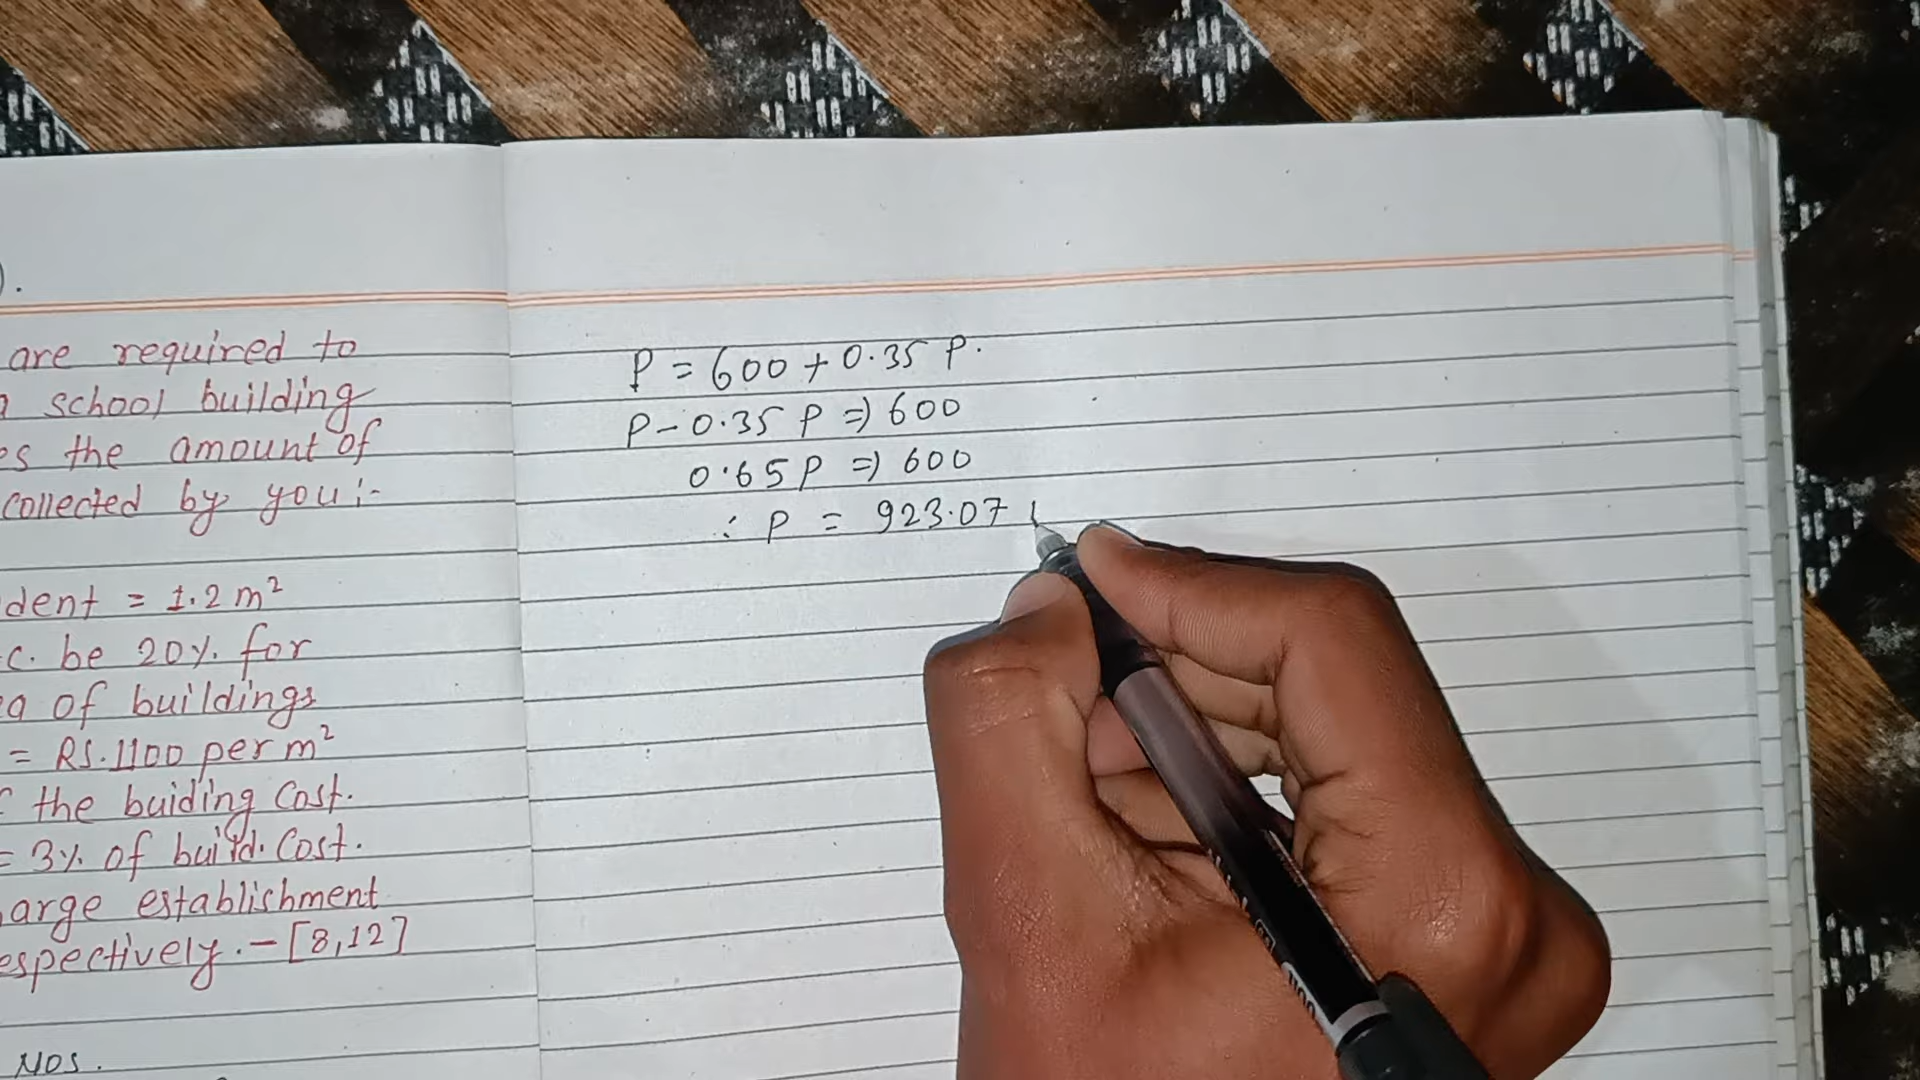 ).
are required to
school building
es the amount of
collected by you :-
dent = 1.2 m²
c. be 20%. for
ea of buildings
= RS. 1100 per m²
the buiding cost.
= 3%. of build. cost.
arge establishment
espectively. - [8,12]
NOS.
P = 600 + 0.35 P.
P - 0.35 P => 600
0.65 P => 600
∴ P = 923.07